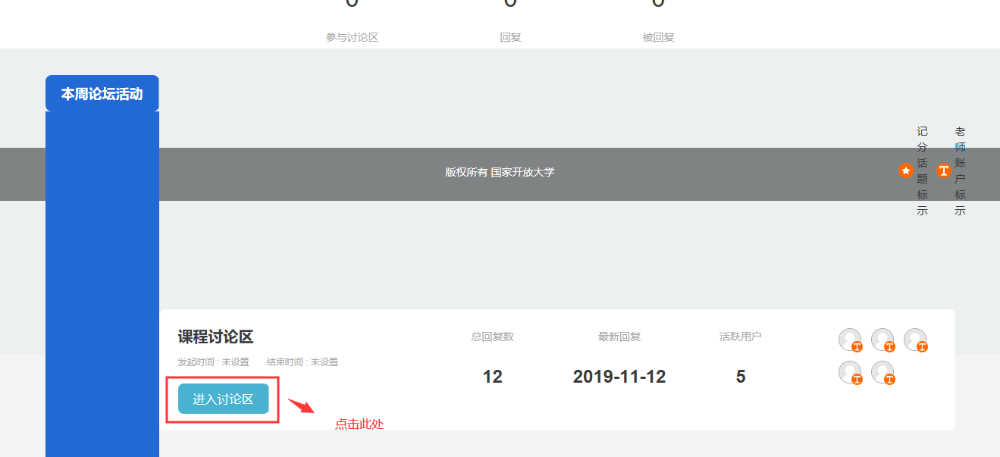 0 0 0
参与讨论区 回复 被回复
本周论坛活动
版权所有 国家开放大学
记分话题标示
老师账户标示
课程讨论区
总回复数 最新回复 活跃用户
发起时间 : 未设置 结束时间 : 未设置
12 2019-11-12 5
进入讨论区
点击此处